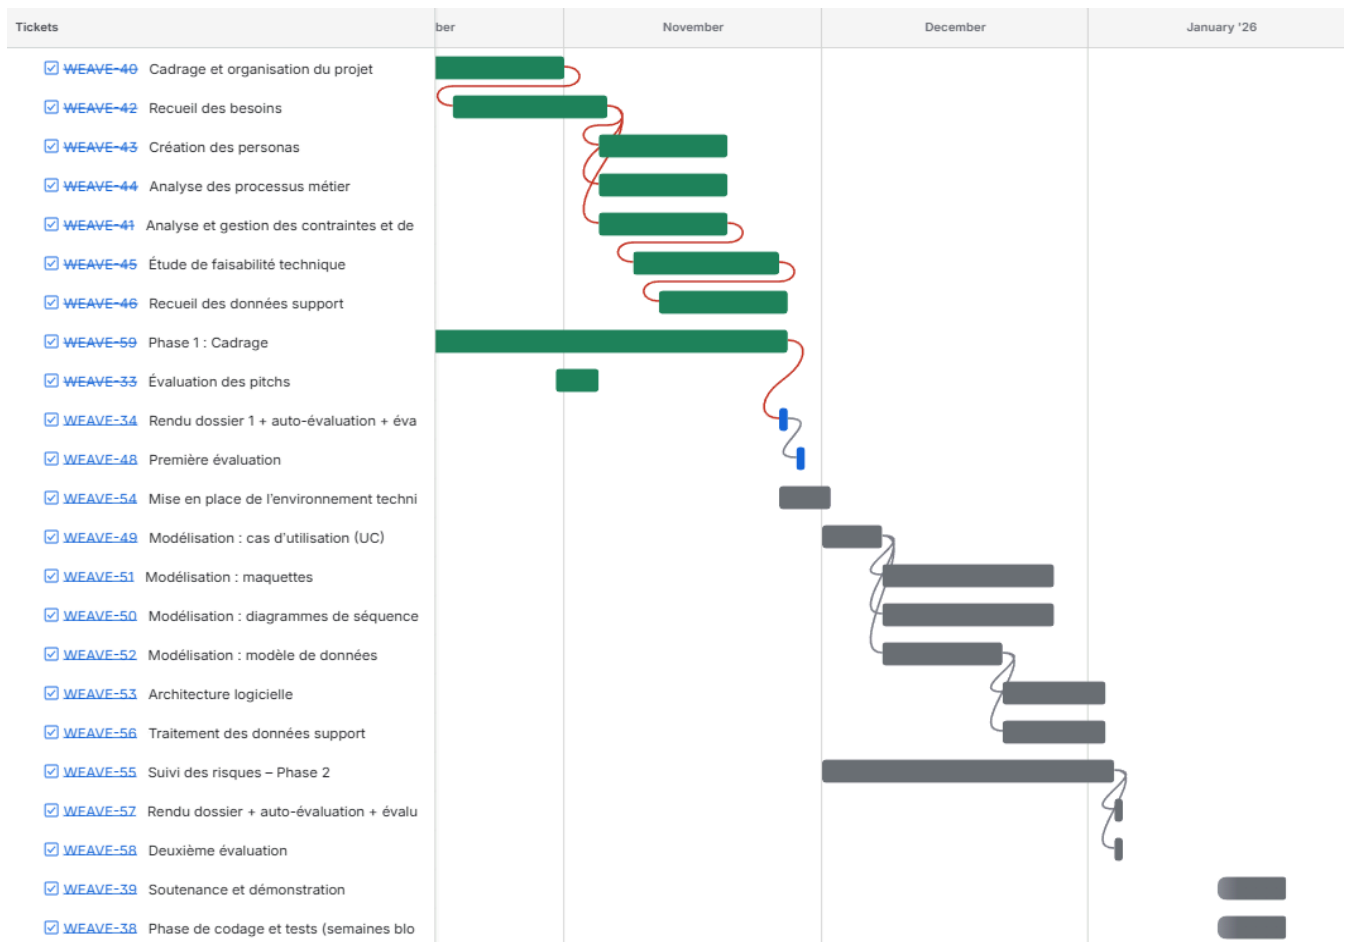 Tickets ber November December January '26
WEAVE-40 Cadrage et organisation du projet
WEAVE-42 Recueil des besoins
WEAVE-43 Création des personas
WEAVE-44 Analyse des processus métier
WEAVE-41 Analyse et gestion des contraintes et de
WEAVE-45 Étude de faisabilité technique
WEAVE-46 Recueil des données support
WEAVE-59 Phase 1 : Cadrage
WEAVE-33 Évaluation des pitchs
WEAVE-34 Rendu dossier 1 + auto-évaluation + éva
WEAVE-48 Première évaluation
WEAVE-54 Mise en place de l'environnement techni
WEAVE-49 Modélisation : cas d'utilisation (UC)
WEAVE-51 Modélisation : maquettes
WEAVE-50 Modélisation : diagrammes de séquence
WEAVE-52 Modélisation : modèle de données
WEAVE-53 Architecture logicielle
WEAVE-56 Traitement des données support
WEAVE-55 Suivi des risques – Phase 2
WEAVE-57 Rendu dossier + auto-évaluation + évalu
WEAVE-58 Deuxième évaluation
WEAVE-39 Soutenance et démonstration
WEAVE-38 Phase de codage et tests (semaines blo